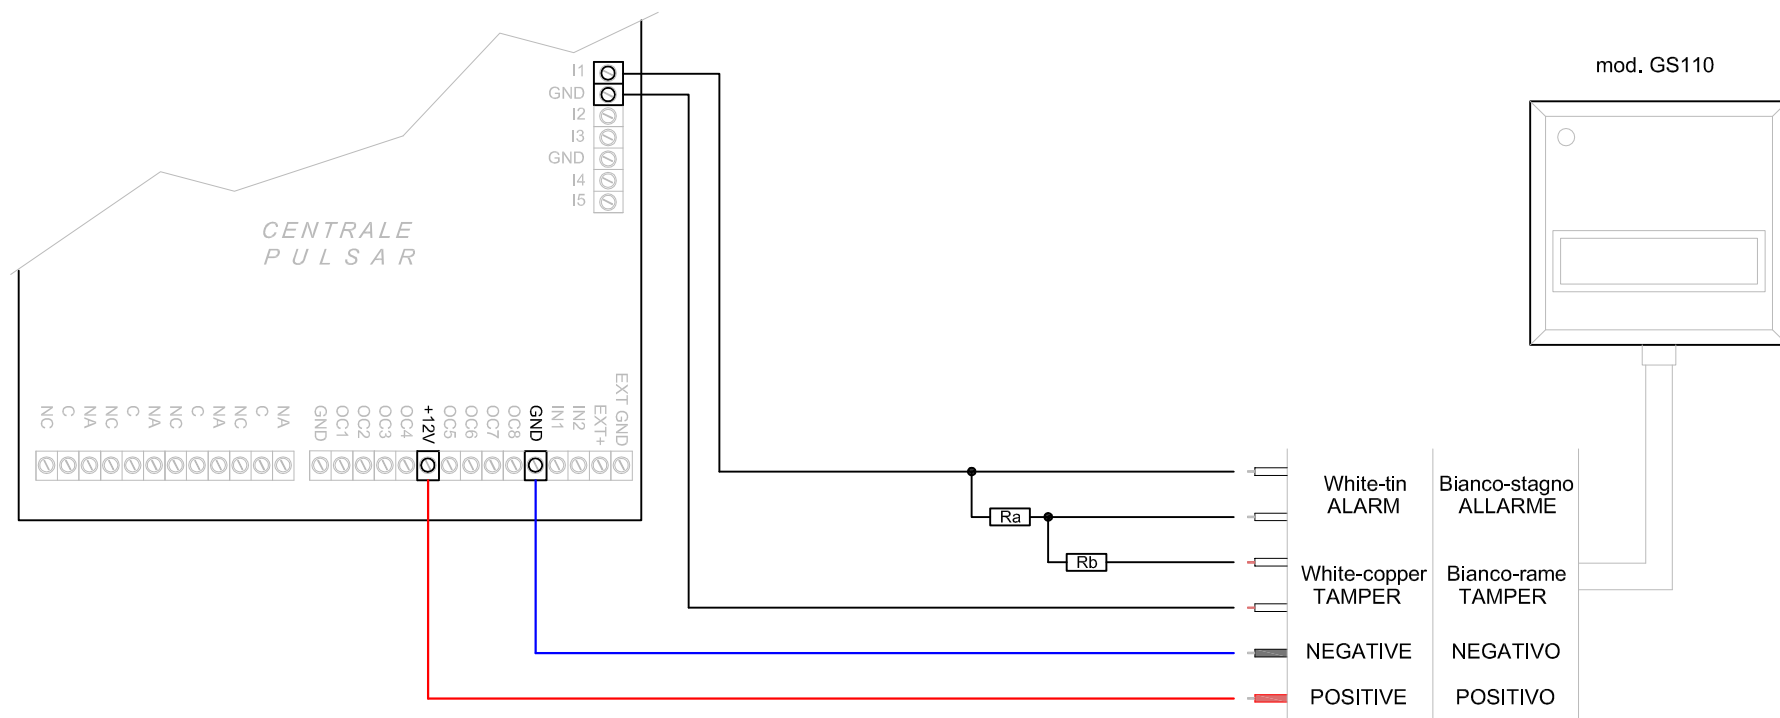 mod. GS110
I1
GND
I2
I3
GND
I4
I5
CENTRALE
PULSAR
NC
C
NA
NC
C
NA
NC
C
NA
NC
C
NA
GND
OC1
OC2
OC3
OC4
+12V
OC5
OC6
OC7
OC8
GND
IN1
IN2
EXT+
EXT GND
Ra
Rb
White-tin
ALARM
Bianco-stagno
ALLARME
White-copper
TAMPER
Bianco-rame
TAMPER
NEGATIVE
NEGATIVO
POSITIVE
POSITIVO